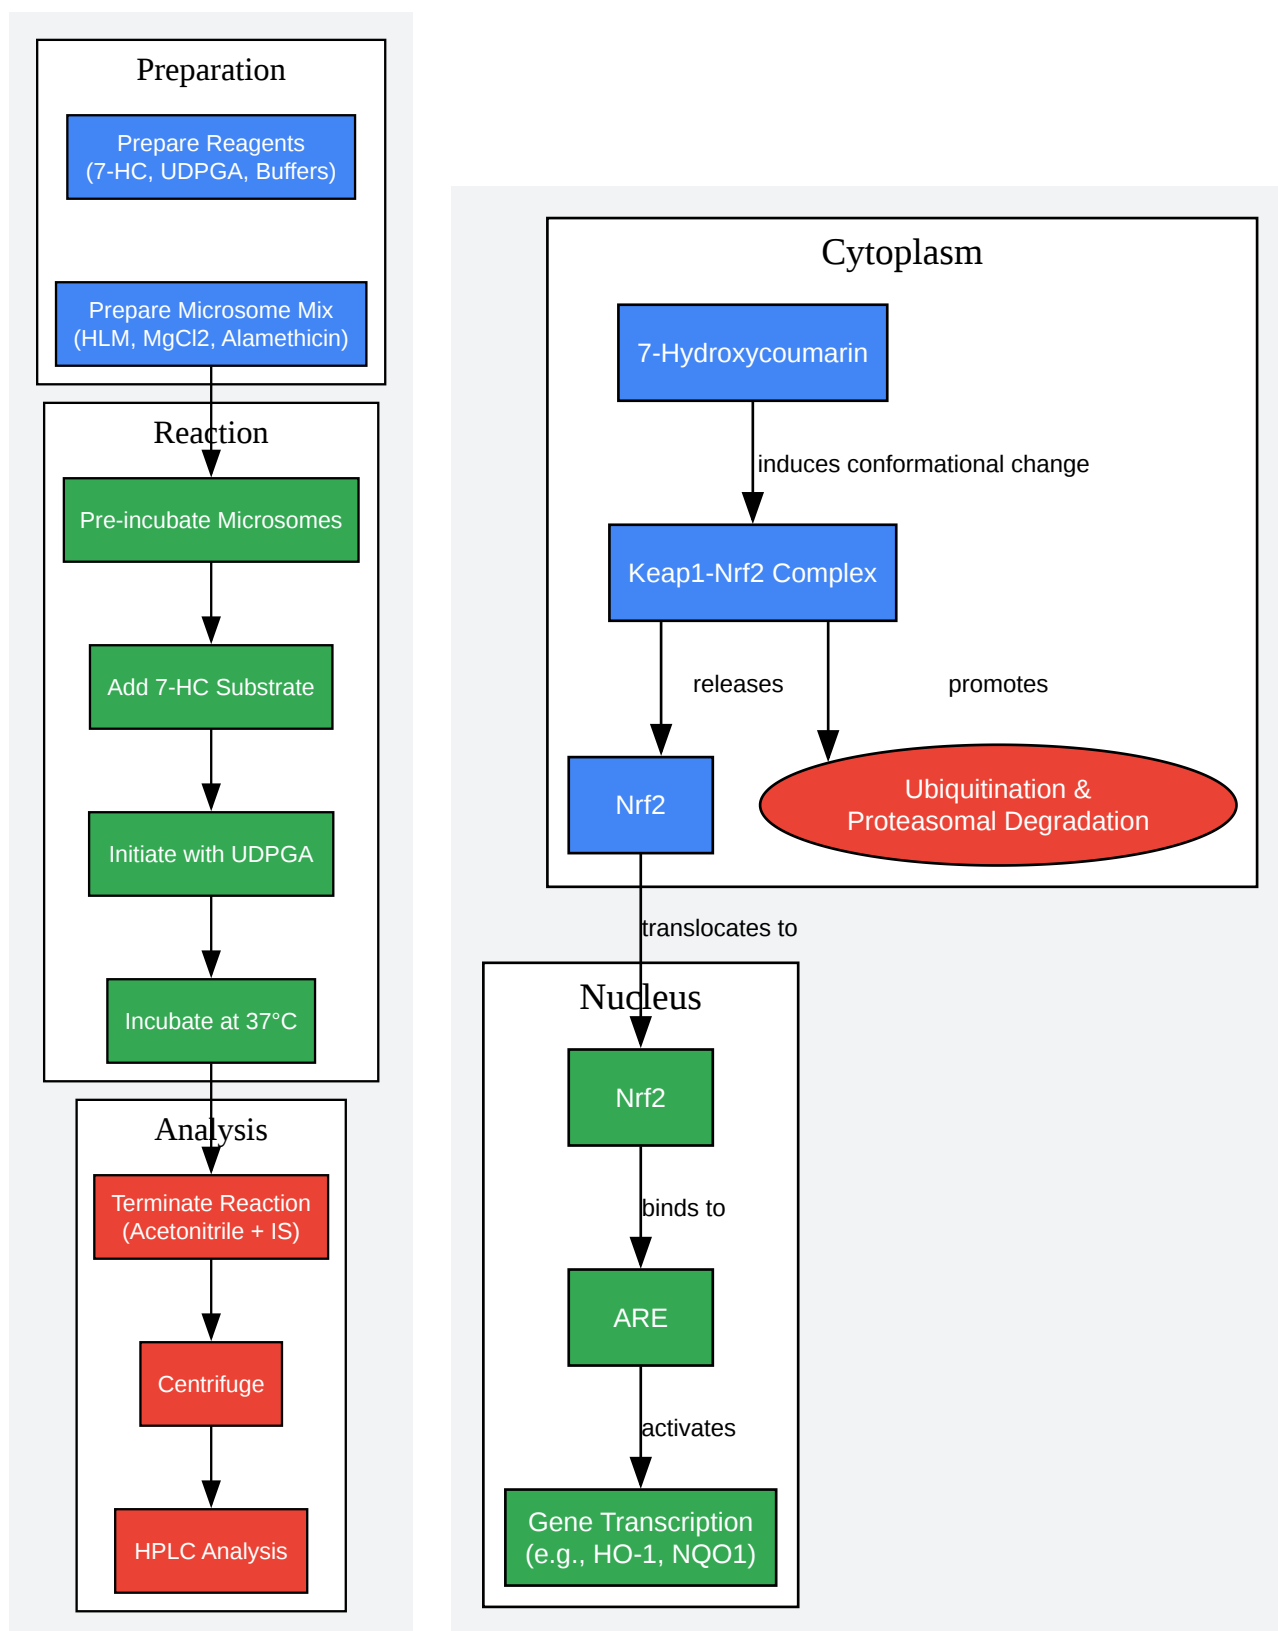 Preparation
Prepare Reagents
(7-HC, UDPGA, Buffers)
Prepare Microsome Mix
(HLM, MgCl2, Alamethicin)
Reaction
Pre-incubate Microsomes
Add 7-HC Substrate
Initiate with UDPGA
Incubate at 37°C
Analysis
Terminate Reaction
(Acetonitrile + IS)
Centrifuge
HPLC Analysis
Cytoplasm
7-Hydroxycoumarin
induces conformational change
Keap1-Nrf2 Complex
releases
promotes
Nrf2
Ubiquitination &
Proteasomal Degradation
translocates to
Nucleus
Nrf2
binds to
ARE
activates
Gene Transcription
(e.g., HO-1, NQO1)